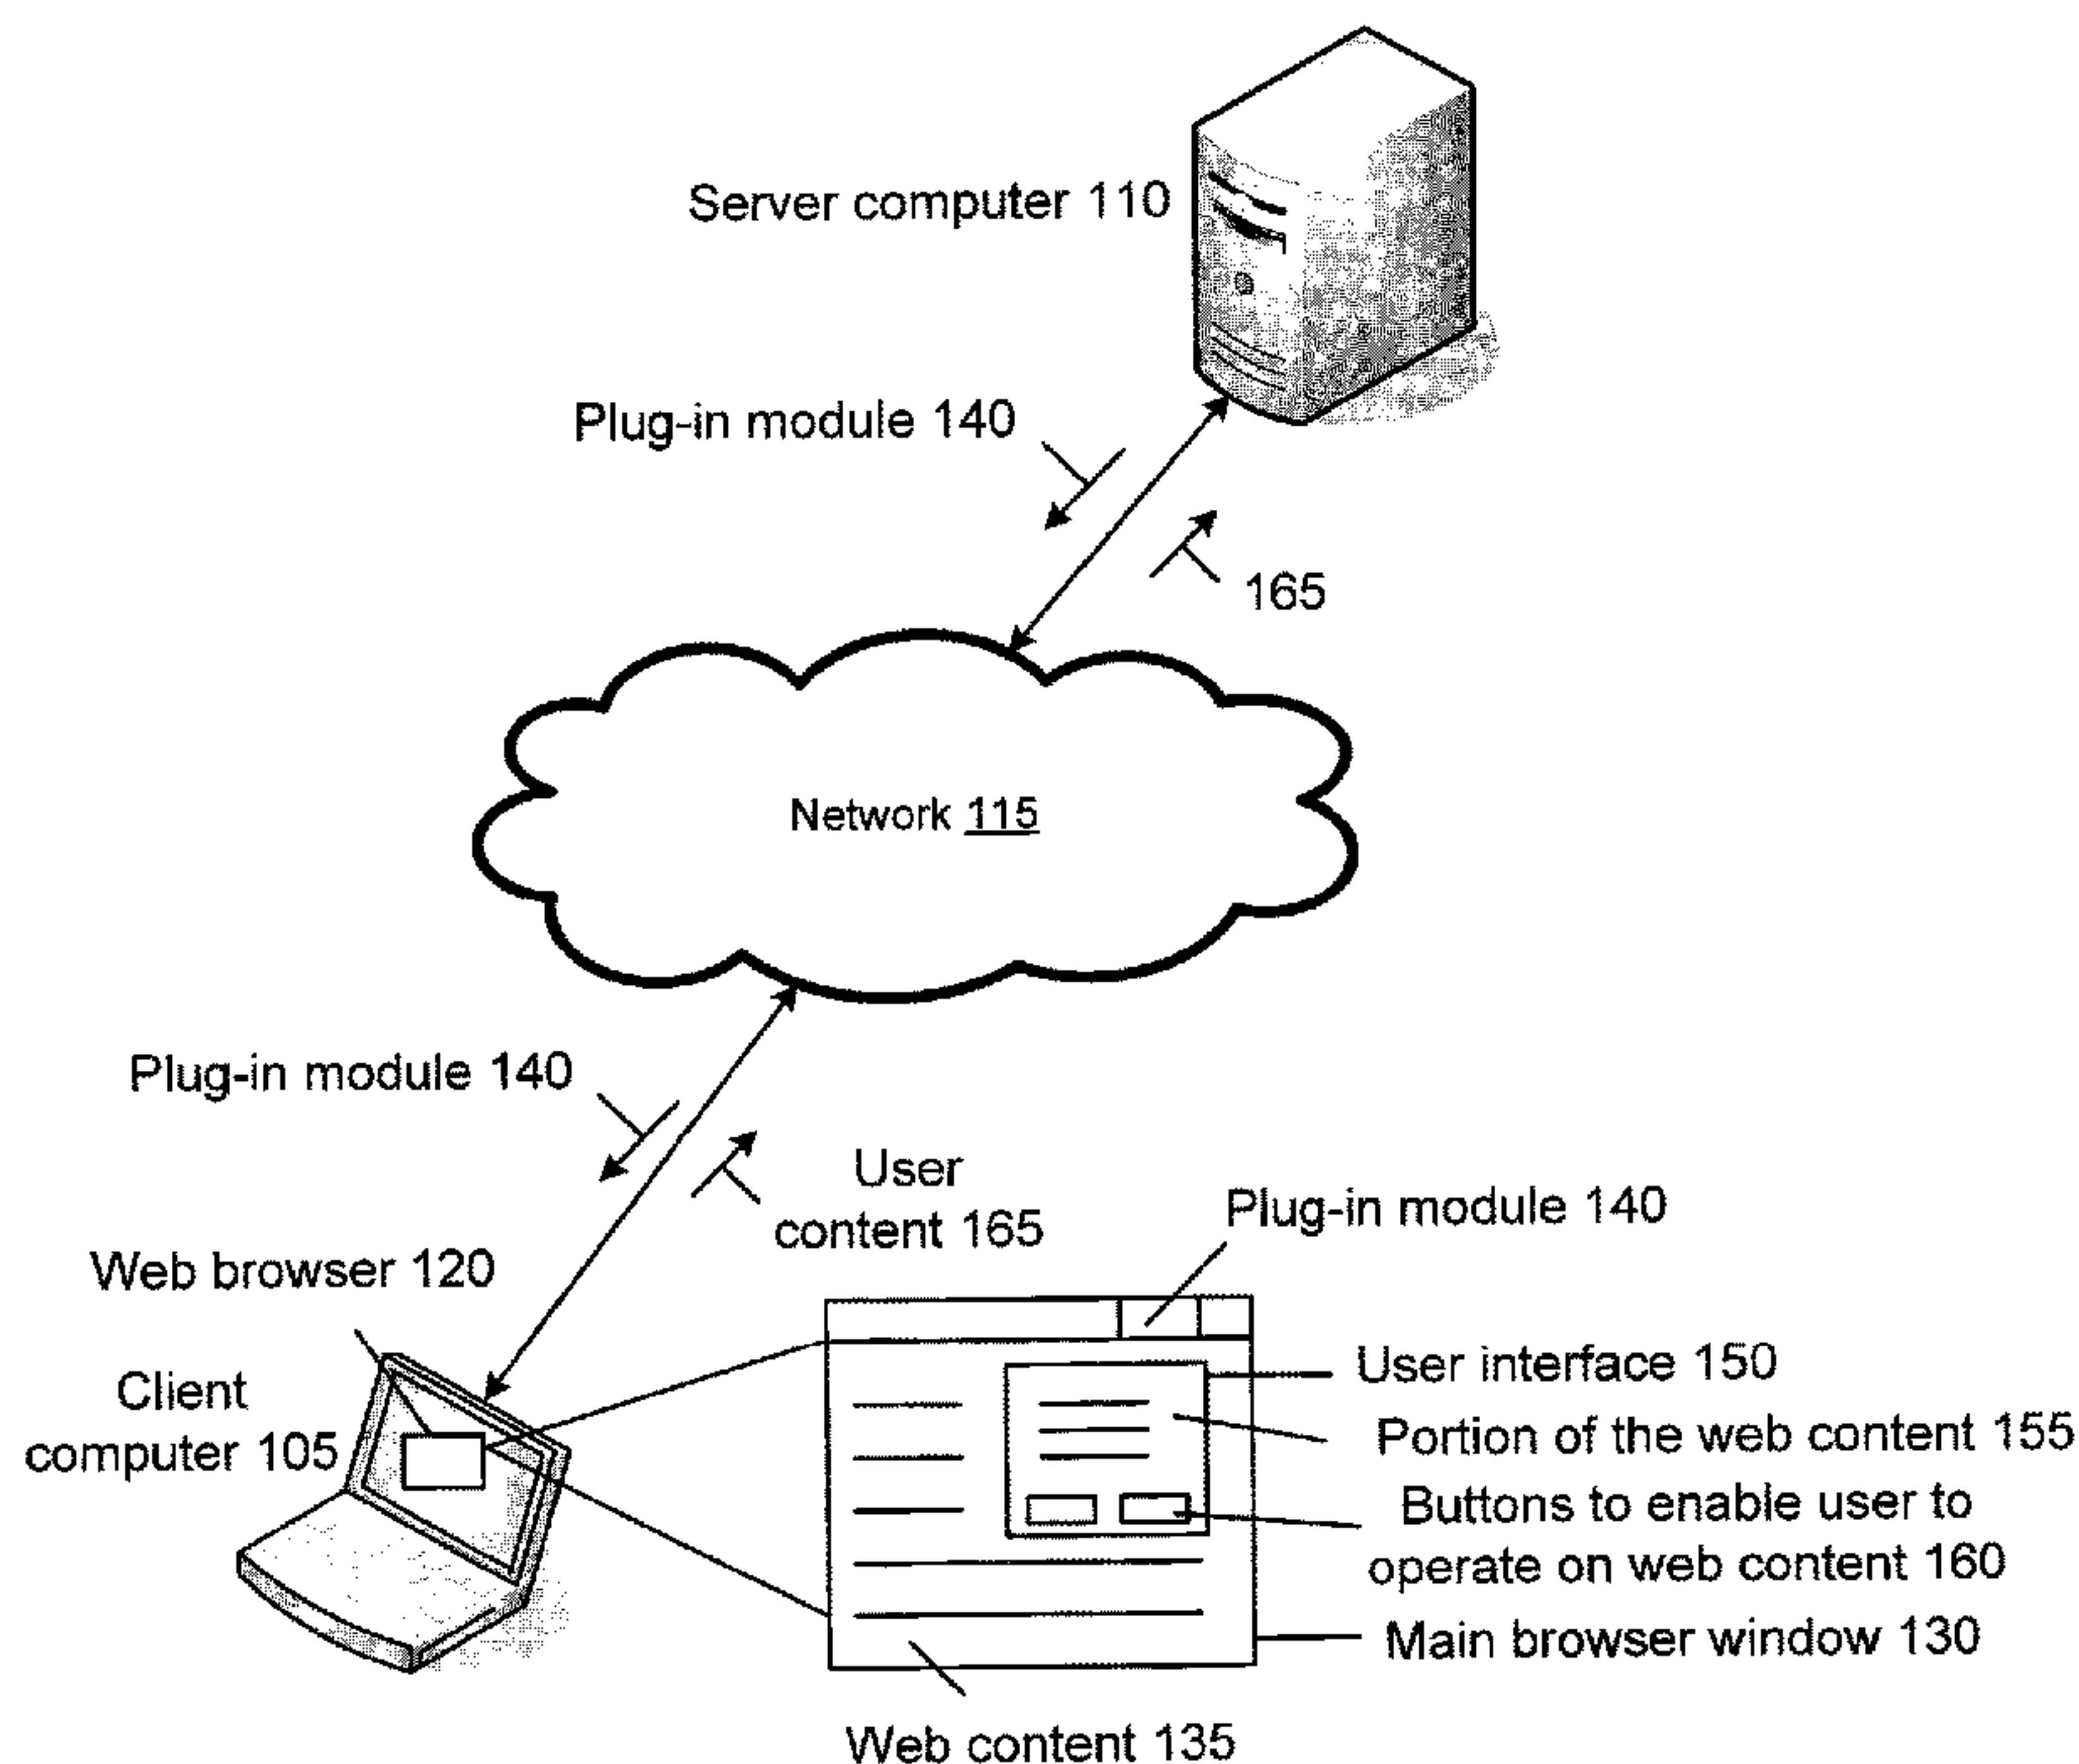 Server computer 110
Plug-in module 140
165
Network 115
Plug-in module 140
User
content 165
Plug-in module 140
Web browser 120
Client
computer 105
User interface 150
Portion of the web content 155
Buttons to enable user to
operate on web content 160
Main browser window 130
Web content 135